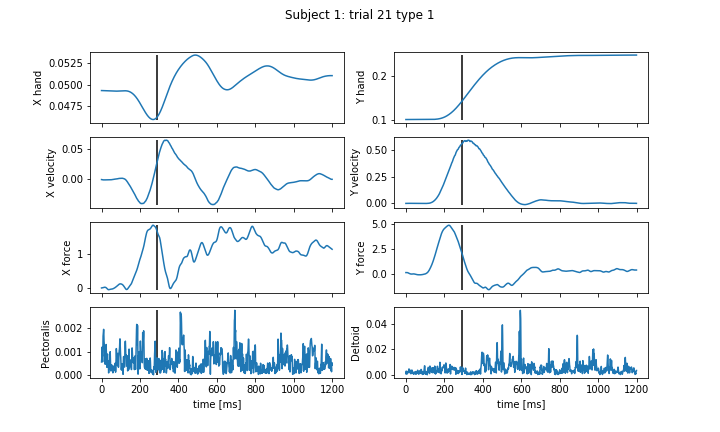 Subject 1: trial 21 type 1
X hand
0.0525
0.0500
0.0475
Y hand
0.2
0.1
X velocity
0.05
0.00
Y velocity
0.50
0.25
0.00
X force
1
0
Y force
5.0
2.5
0.0
Pectoralis
0.002
0.001
0.000
0 200 400 600 800 1000 1200
time [ms]
Deltoid
0.04
0.02
0.00
0 200 400 600 800 1000 1200
time [ms]